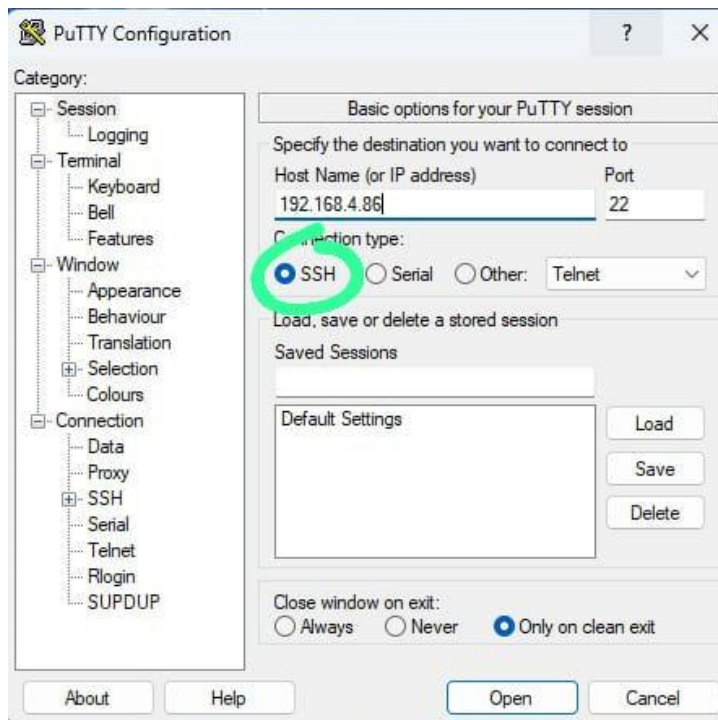 PuTTY Configuration
?
Category:
Session
Logging
Terminal
Keyboard
Bell
Features
Window
Appearance
Behaviour
Translation
Selection
Colours
Connection
Data
Proxy
SSH
Serial
Telnet
Rlogin
SUPDUP
Basic options for your PuTTY session
Specify the destination you want to connect to
Host Name (or IP address) Port
192.168.4.86 22
Connection type:
SSH Serial Other: Telnet
Load, save or delete a stored session
Saved Sessions
Default Settings
Load
Save
Delete
Close window on exit:
Always Never Only on clean exit
About Help Open Cancel